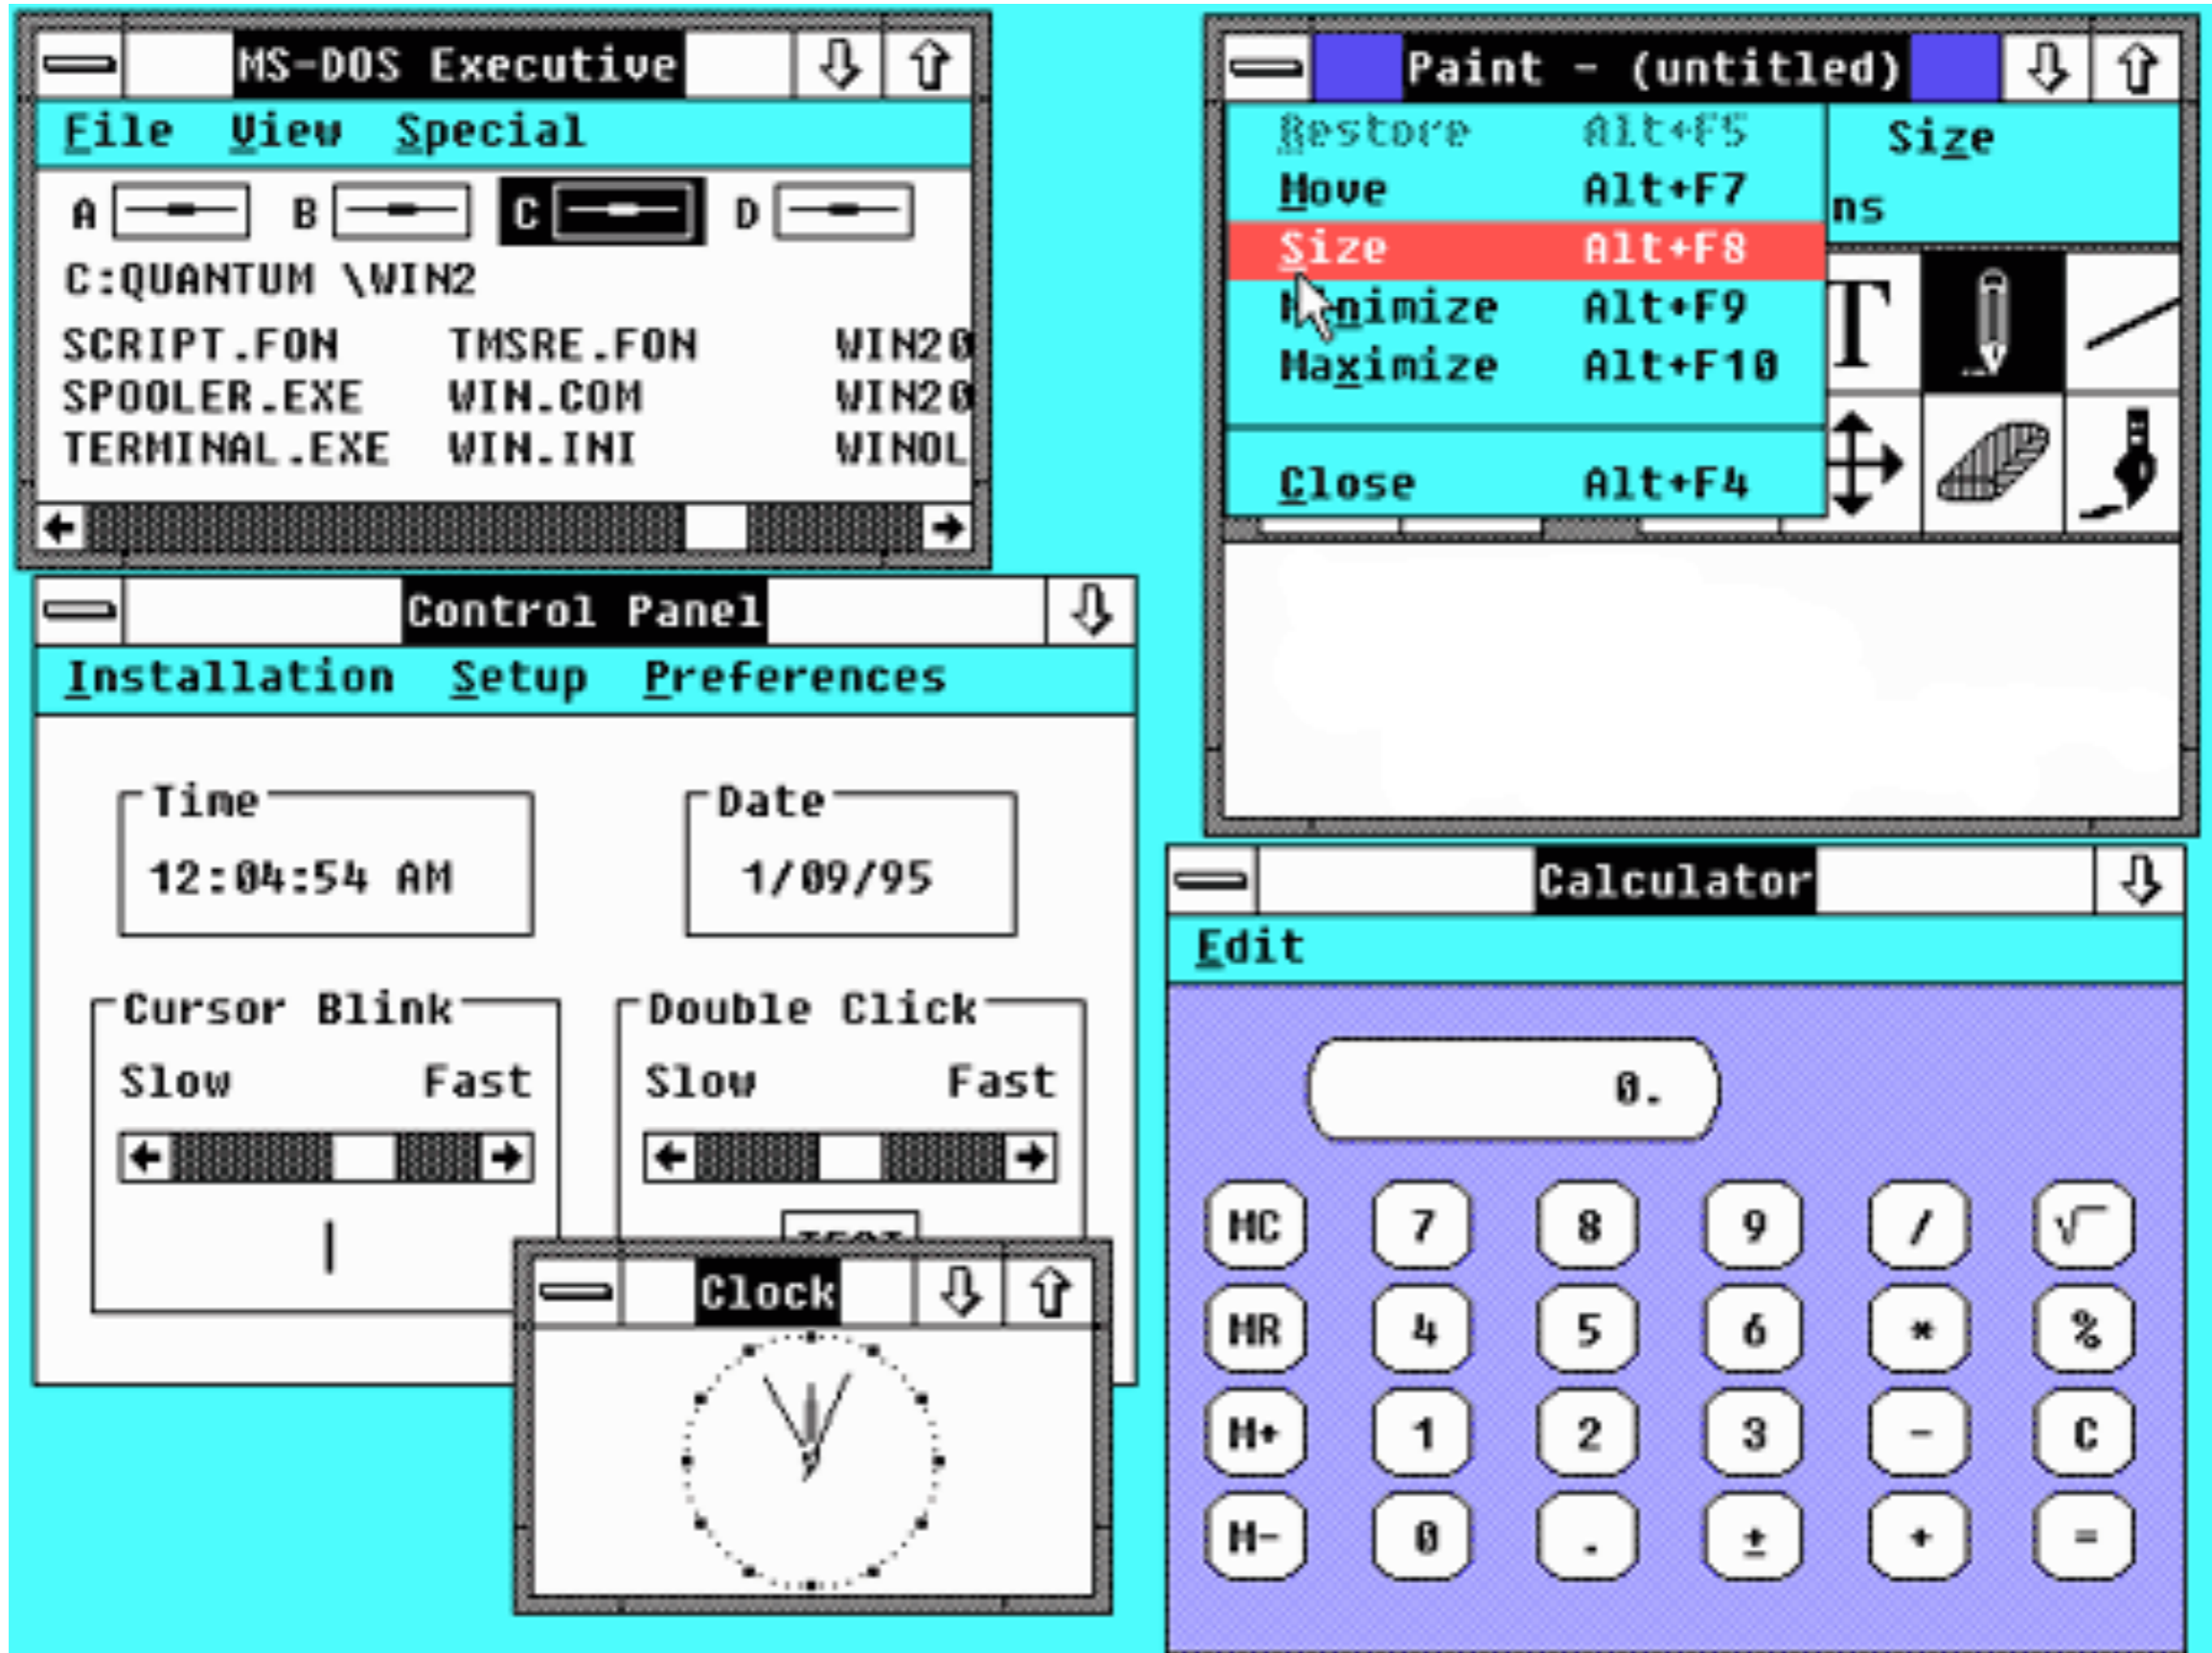 MS-DOS Executive
File View Special
A B C D
C:QUANTUM \WIN2
SCRIPT.FON TMSRE.FON WIN20
SPOOLER.EXE WIN.COM WIN20
TERMINAL.EXE WIN.INI WINOL
Paint - (untitled)
Restore Alt+F5
Move Alt+F7
Size Alt+F8
Minimize Alt+F9
Maximize Alt+F10
Close Alt+F4
Size
ns
T
Control Panel
Installation Setup Preferences
Time Date
12:04:54 AM 1/09/95
Cursor Blink Double Click
Slow Fast Slow Fast
Clock
Calculator
Edit
0.
MC 7 8 9 / √
MR 4 5 6 * %
M+ 1 2 3 - C
M- 0 . ± + =